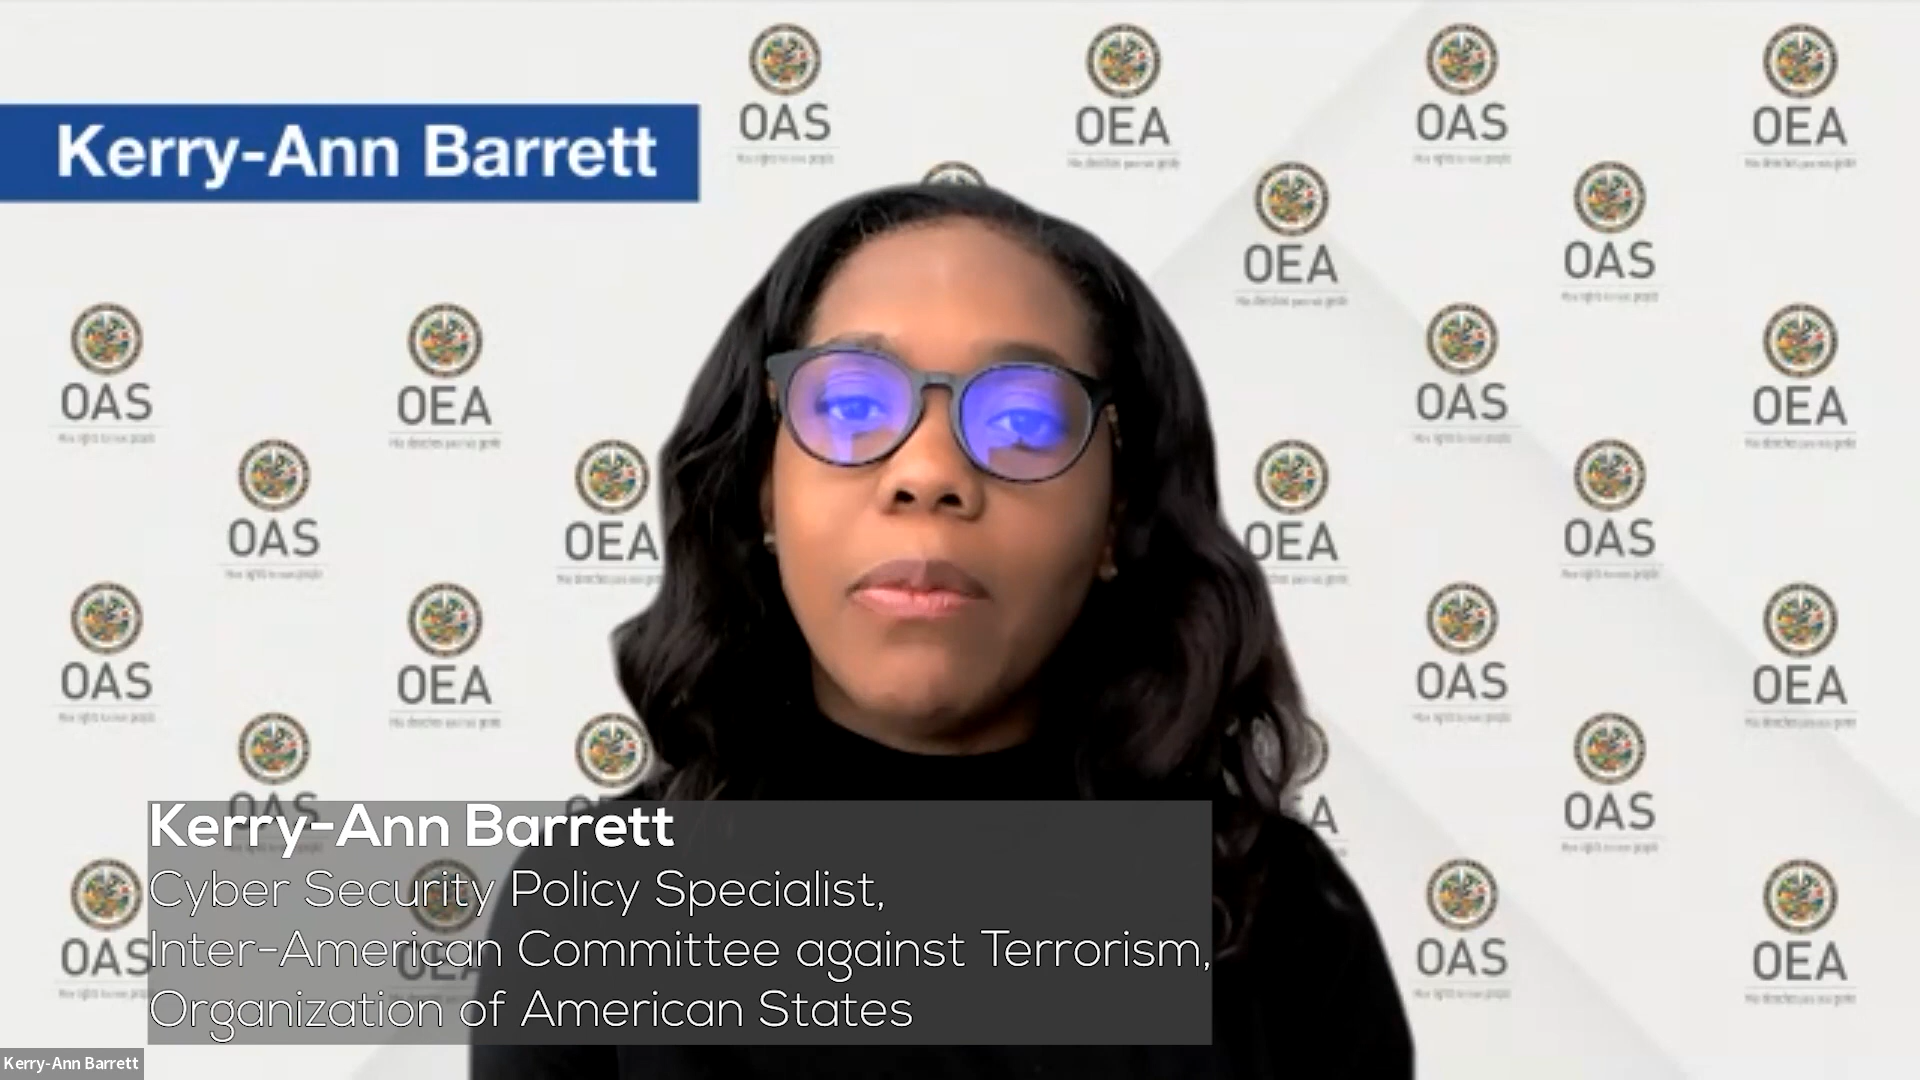 Kerry-Ann Barrett
OAS
OEA
OAS
OEA
OEA
OAS
OAS
OEA
OAS
OEA
OAS
OEA
OEA
OAS
OAS
OEA
OAS
OEA
OAS
OAS
Kerry-Ann Barrett
Cyber Security Policy Specialist,
Inter-American Committee against Terrorism,
Organization of American States
OAS
OEA
OAS
OEA
Kerry-Ann Barrett